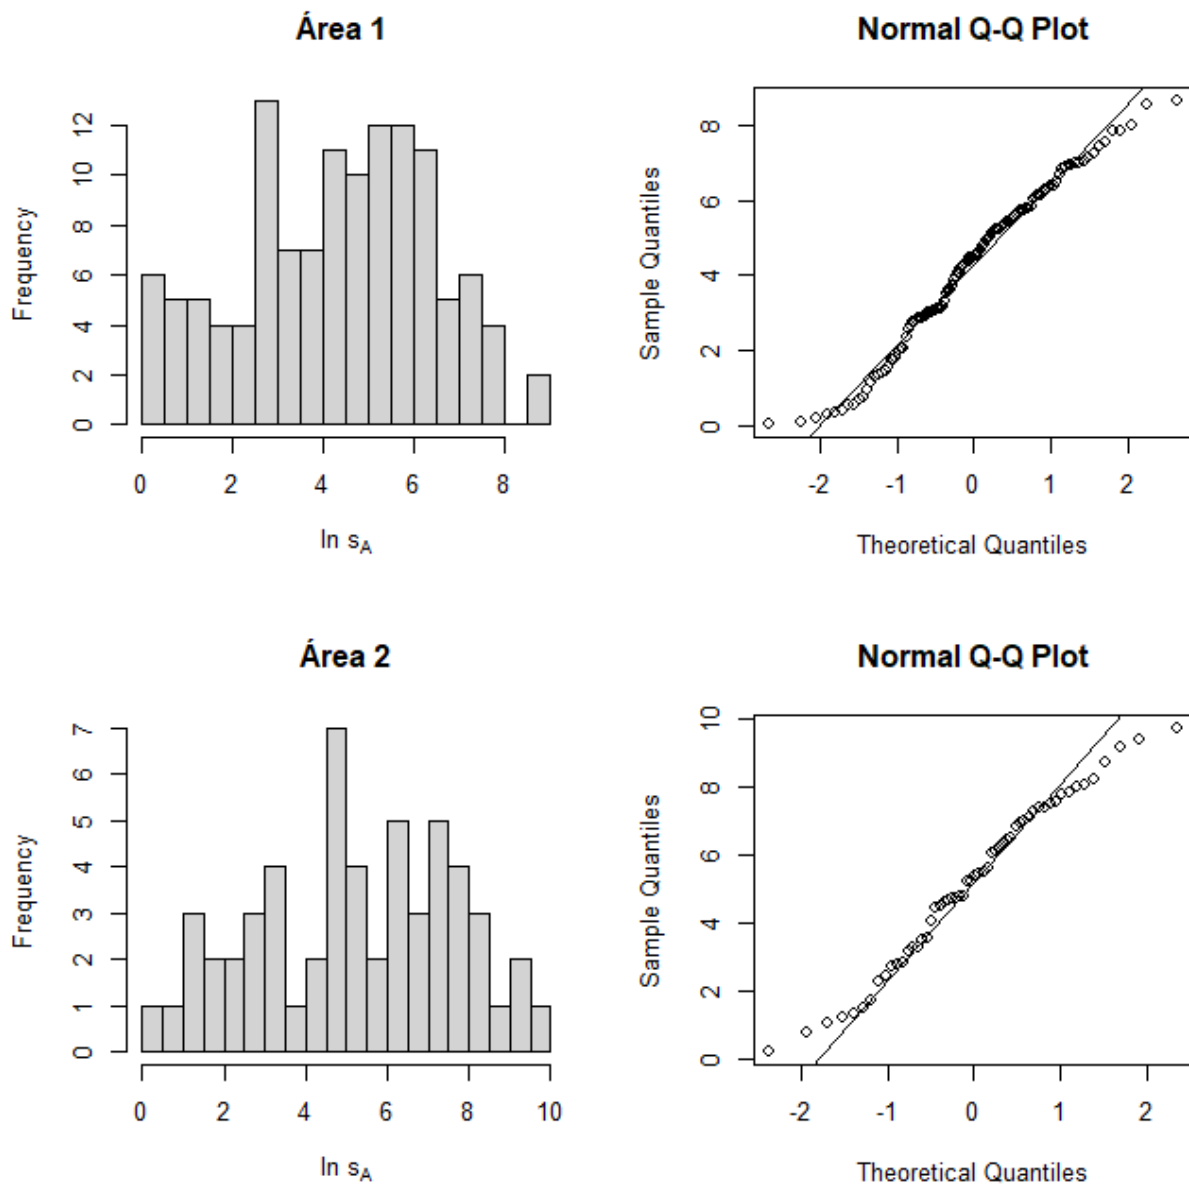 Área 1
Normal Q-Q Plot
Frequency
0 2 4 6 8 10 12
0 2 4 6 8
ln sA
Sample Quantiles
0 2 4 6 8
-2 -1 0 1 2
Theoretical Quantiles
Área 2
Normal Q-Q Plot
Frequency
0 1 2 3 4 5 6 7
0 2 4 6 8 10
ln sA
Sample Quantiles
0 2 4 6 8 10
-2 -1 0 1 2
Theoretical Quantiles